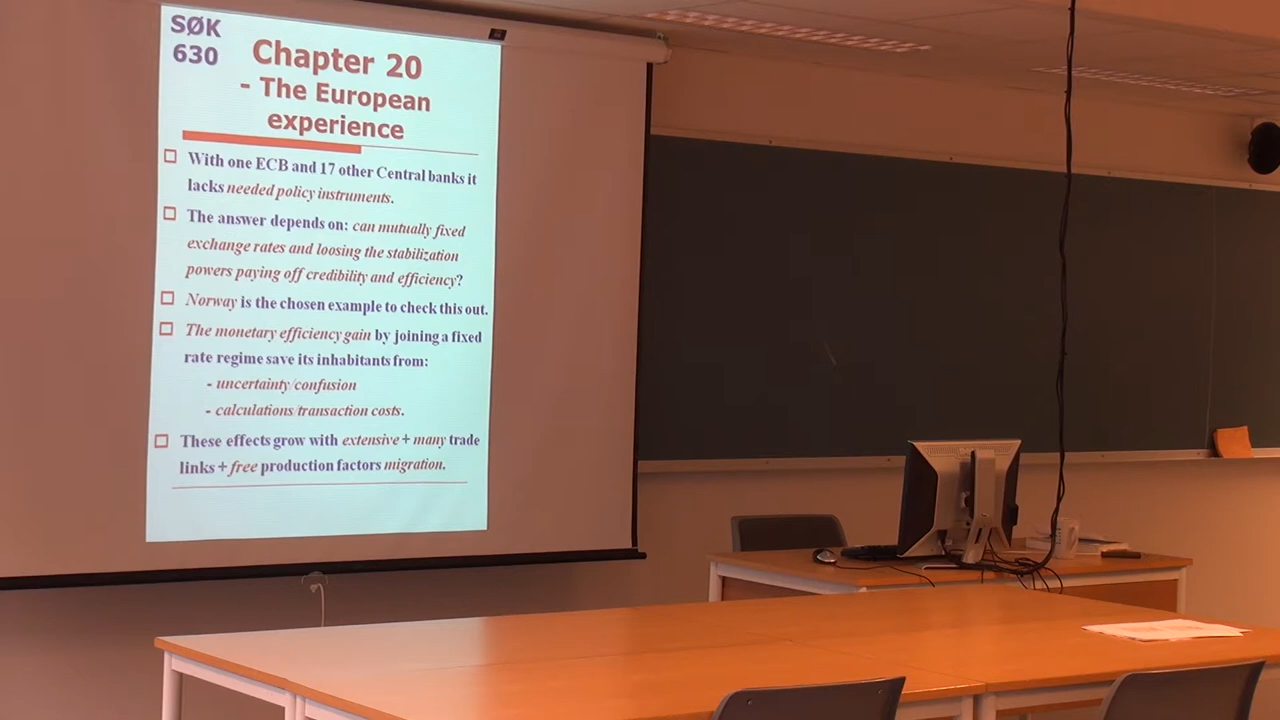 SØK
630
Chapter 20
- The European
experience
With one ECB and 17 other Central banks it
lacks needed policy instruments.
The answer depends on: can mutually fixed
exchange rates and loosing the stabilization
powers paying off credibility and efficiency?
Norway is the chosen example to check this out.
The monetary efficiency gain by joining a fixed
rate regime save its inhabitants from:
- uncertainty/confusion
- calculations/transaction costs.
These effects grow with extensive + many trade
links + free production factors migration.